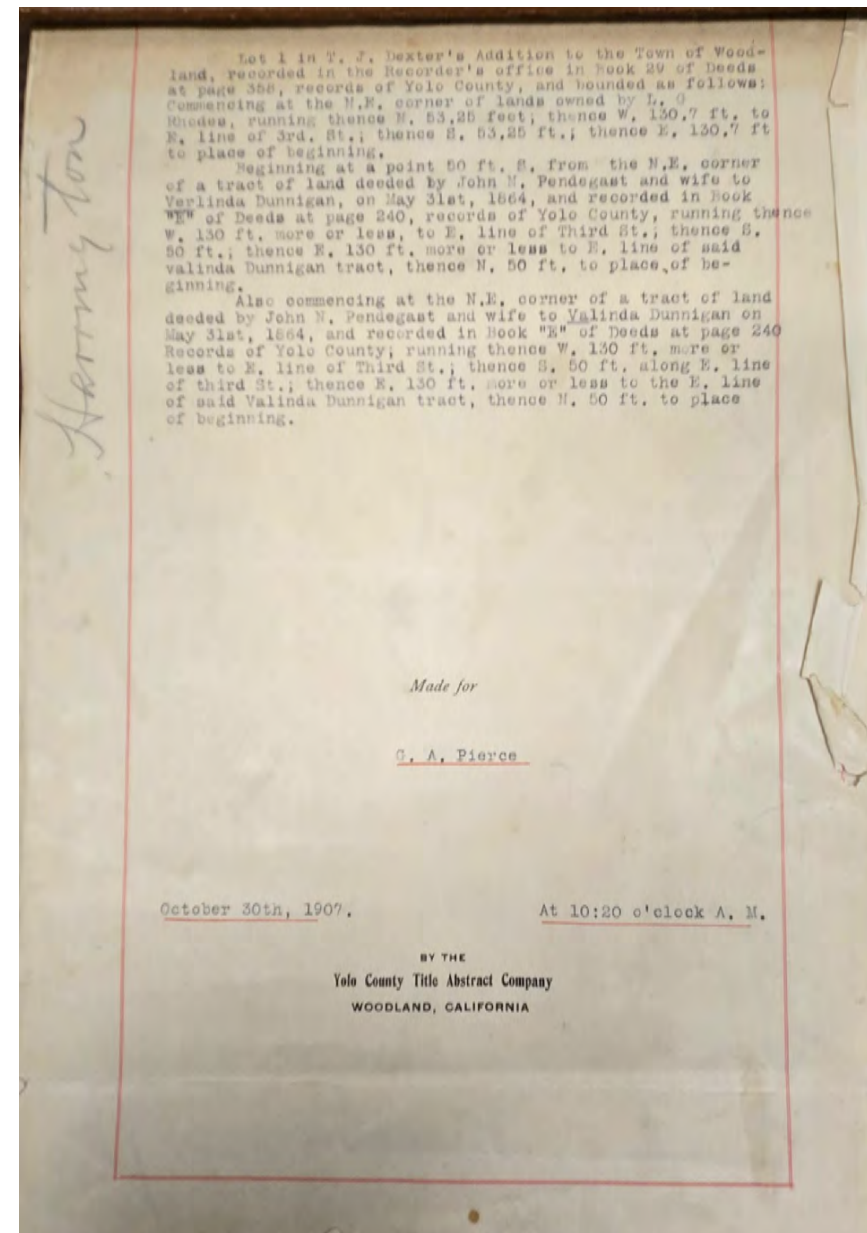 Lot 1 in T. J. Dexter's Addition to the Town of Wood-
land, recorded in the Recorder's office in Book 29 of Deeds
at page 358, records of Yolo County, and bounded as follows:
Commencing at the N.E. corner of lands owned by L.
Rhodes, running thence N. 53,25 feet; thence W. 130,7 ft. to
E. line of 3rd. St.; thence S. 53,25 ft.; thence E. 130,7 ft
to place of beginning.
Beginning at a point 50 ft. S. from the N.E. corner
of a tract of land deeded by John N. Pendegast and wife to
Verlinda Dunnigan, on May 31st, 1864, and recorded in Book
"E" of Deeds at page 240, records of Yolo County, running thence
W. 130 ft. more or less, to E. line of Third St.; thence S.
50 ft.; thence E. 130 ft. more or less to E. line of said
valinda Dunnigan tract, thence N. 50 ft. to place of be-
ginning.
Also commencing at the N.E. corner of a tract of land
deeded by John N. Pendegast and wife to Valinda Dunnigan on
May 31st, 1864, and recorded in Book "E" of Deeds at page 240
Records of Yolo County; running thence W. 130 ft. more or
less to E. line of Third St.; thence S. 50 ft. along E. line
of third St.; thence E. 130 ft. more or less to the E. line
of said Valinda Dunnigan tract, thence N. 50 ft. to place
of beginning.
Made for
G. A. Pierce
October 30th, 1907.
At 10:20 o'clock A. M.
BY THE
Yolo County Title Abstract Company
WOODLAND, CALIFORNIA